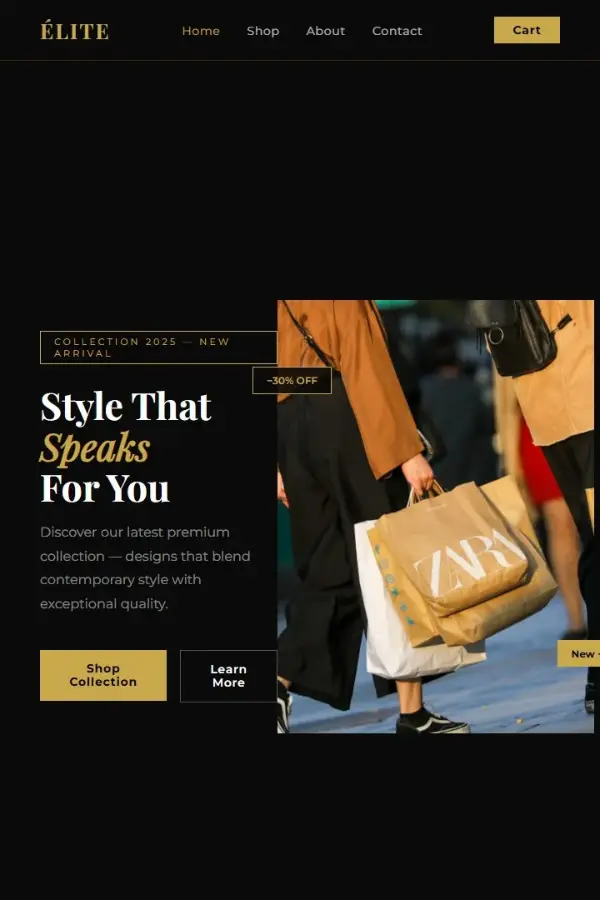 ÉLITE
Home
Shop
About
Contact
Cart
COLLECTION 2025 — NEW
ARRIVAL
−30% OFF
Style That
Speaks
For You
Discover our latest premium
collection — designs that blend
contemporary style with
exceptional quality.
ZARA
New
Shop
Collection
Learn
More